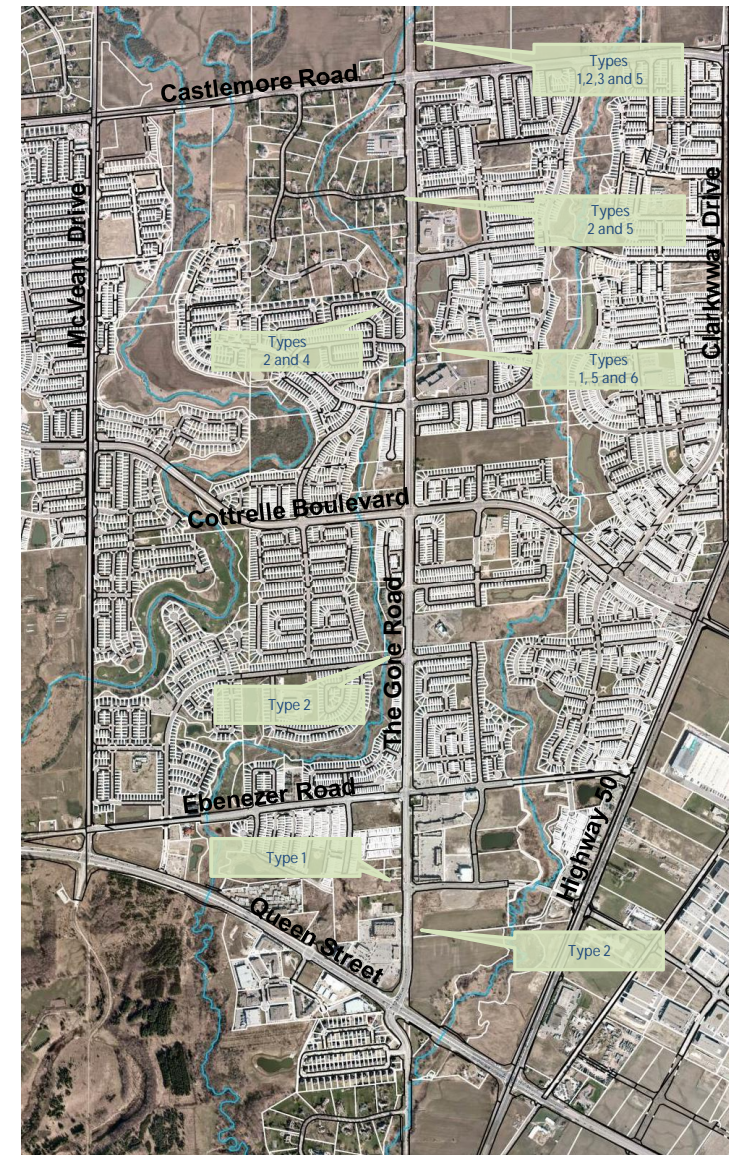 Types
1,2,3 and 5
Castlemore Road
McVean Drive
Clarkwway Drive
Types
2 and 5
Types
2 and 4
Types
1, 5 and 6
Cottrelle Boulevard
The Gore Road
Type 2
Ebenezer Road
Highway 50
Type 1
Queen Street
Type 2